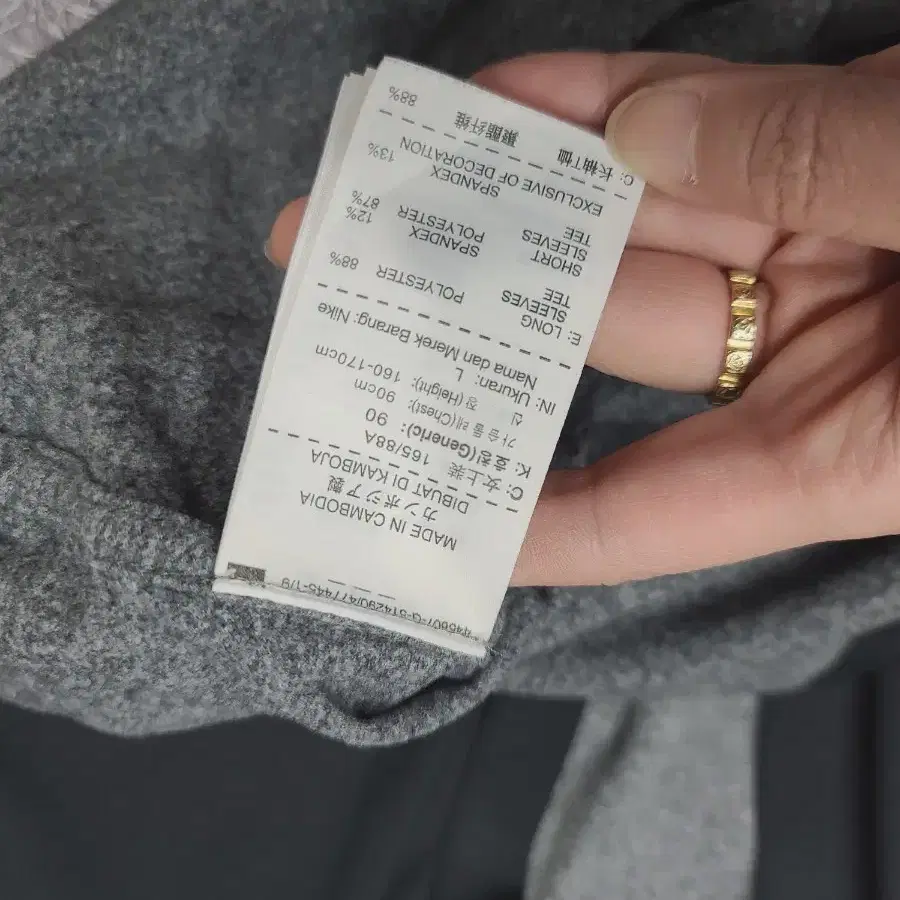 MADE IN CAMBODIA
カンボジア製
DIBUAT DI KAMBOJA
C: 女上装 165/88A
K: 호칭(Generic): 90
가슴둘레(Chest): 90cm
신장(Height): 160-170cm
IN: Ukuran: L
Nama dan Merek Barang: Nike
E: LONG
SLEEVES POLYESTER 88%
TEE
SHORT SPANDEX 12%
SLEEVES POLYESTER 87%
TEE
SPANDEX 13%
EXCLUSIVE OF DECORATION
C: 长袖T恤 聚酯纤维 88%